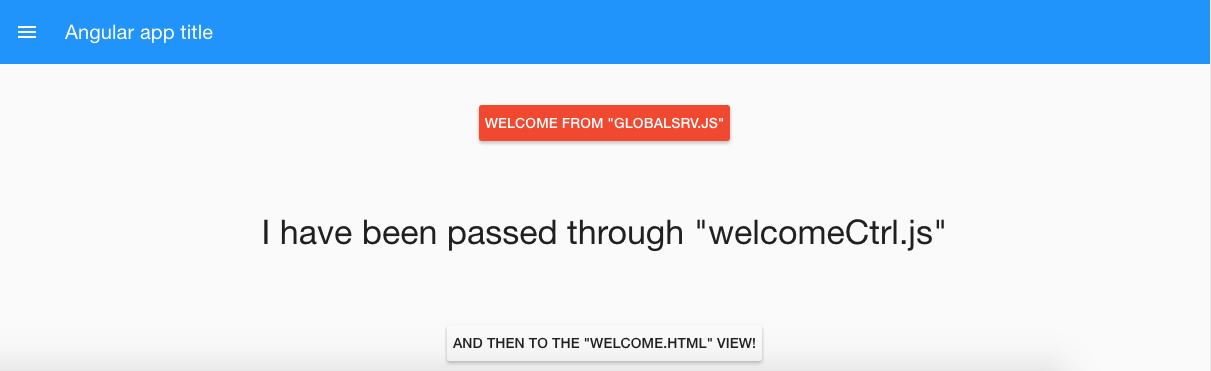 Angular app title
WELCOME FROM "GLOBALSRV.JS"
I have been passed through "welcomeCtrl.js"
AND THEN TO THE "WELCOME.HTML" VIEW!